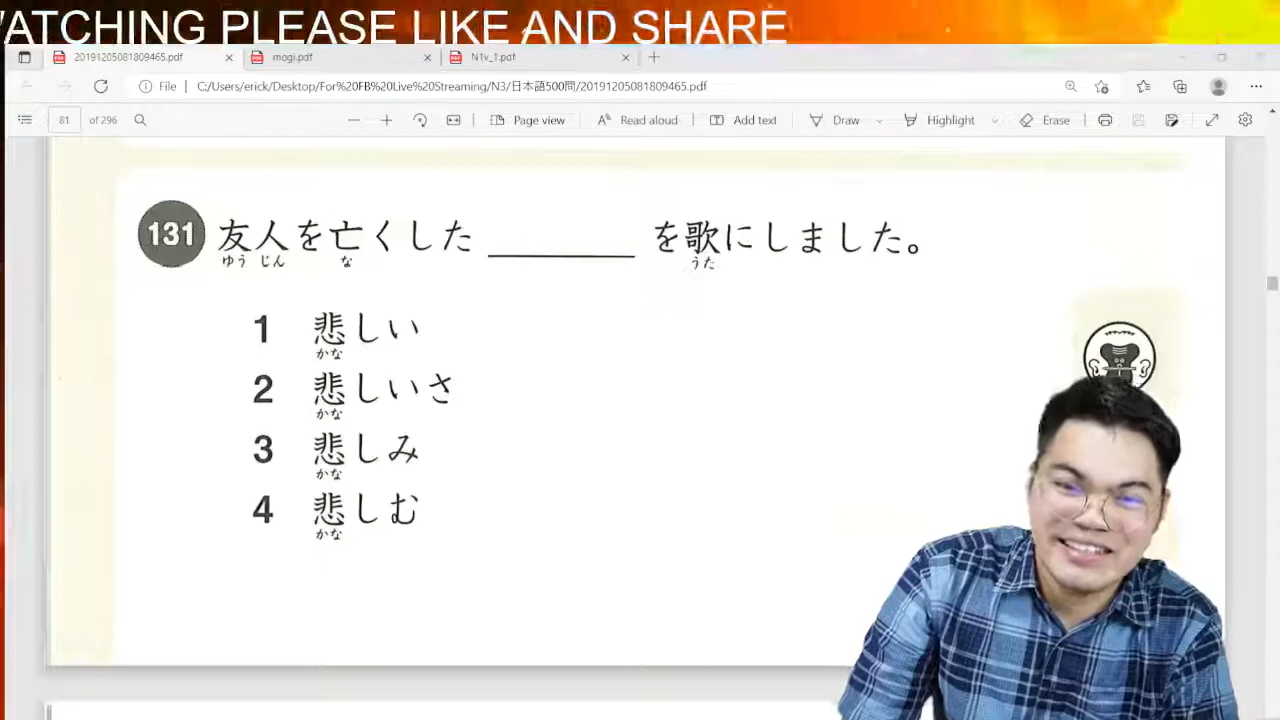 ATCHING PLEASE LIKE AND SHARE
20191205081809465.pdf
mogi.pdf
N1v_1.pdf
File
C:/Users/erick/Desktop/For%20FB%20Live%20Streaming/N3/日本語500問/20191205081809465.pdf
81 of 296
Page view
Read aloud
Add text
Draw
Highlight
Erase
131 友人を亡くした ______ を歌にしました。
ゆう じん な うた
1 悲しい
かな
2 悲しいさ
かな
3 悲しみ
かな
4 悲しむ
かな